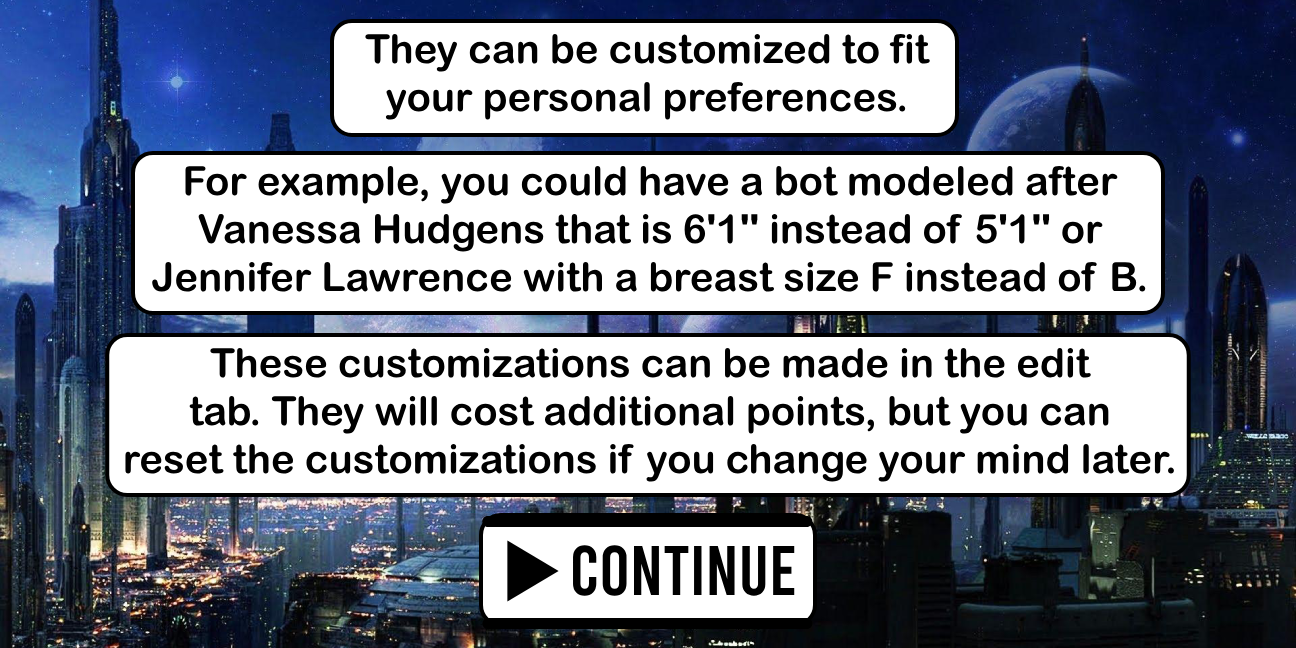 They can be customized to fit
your personal preferences.
For example, you could have a bot modeled after
Vanessa Hudgens that is 6'1" instead of 5'1" or
Jennifer Lawrence with a breast size F instead of B.
These customizations can be made in the edit
tab. They will cost additional points, but you can
reset the customizations if you change your mind later.
CONTINUE